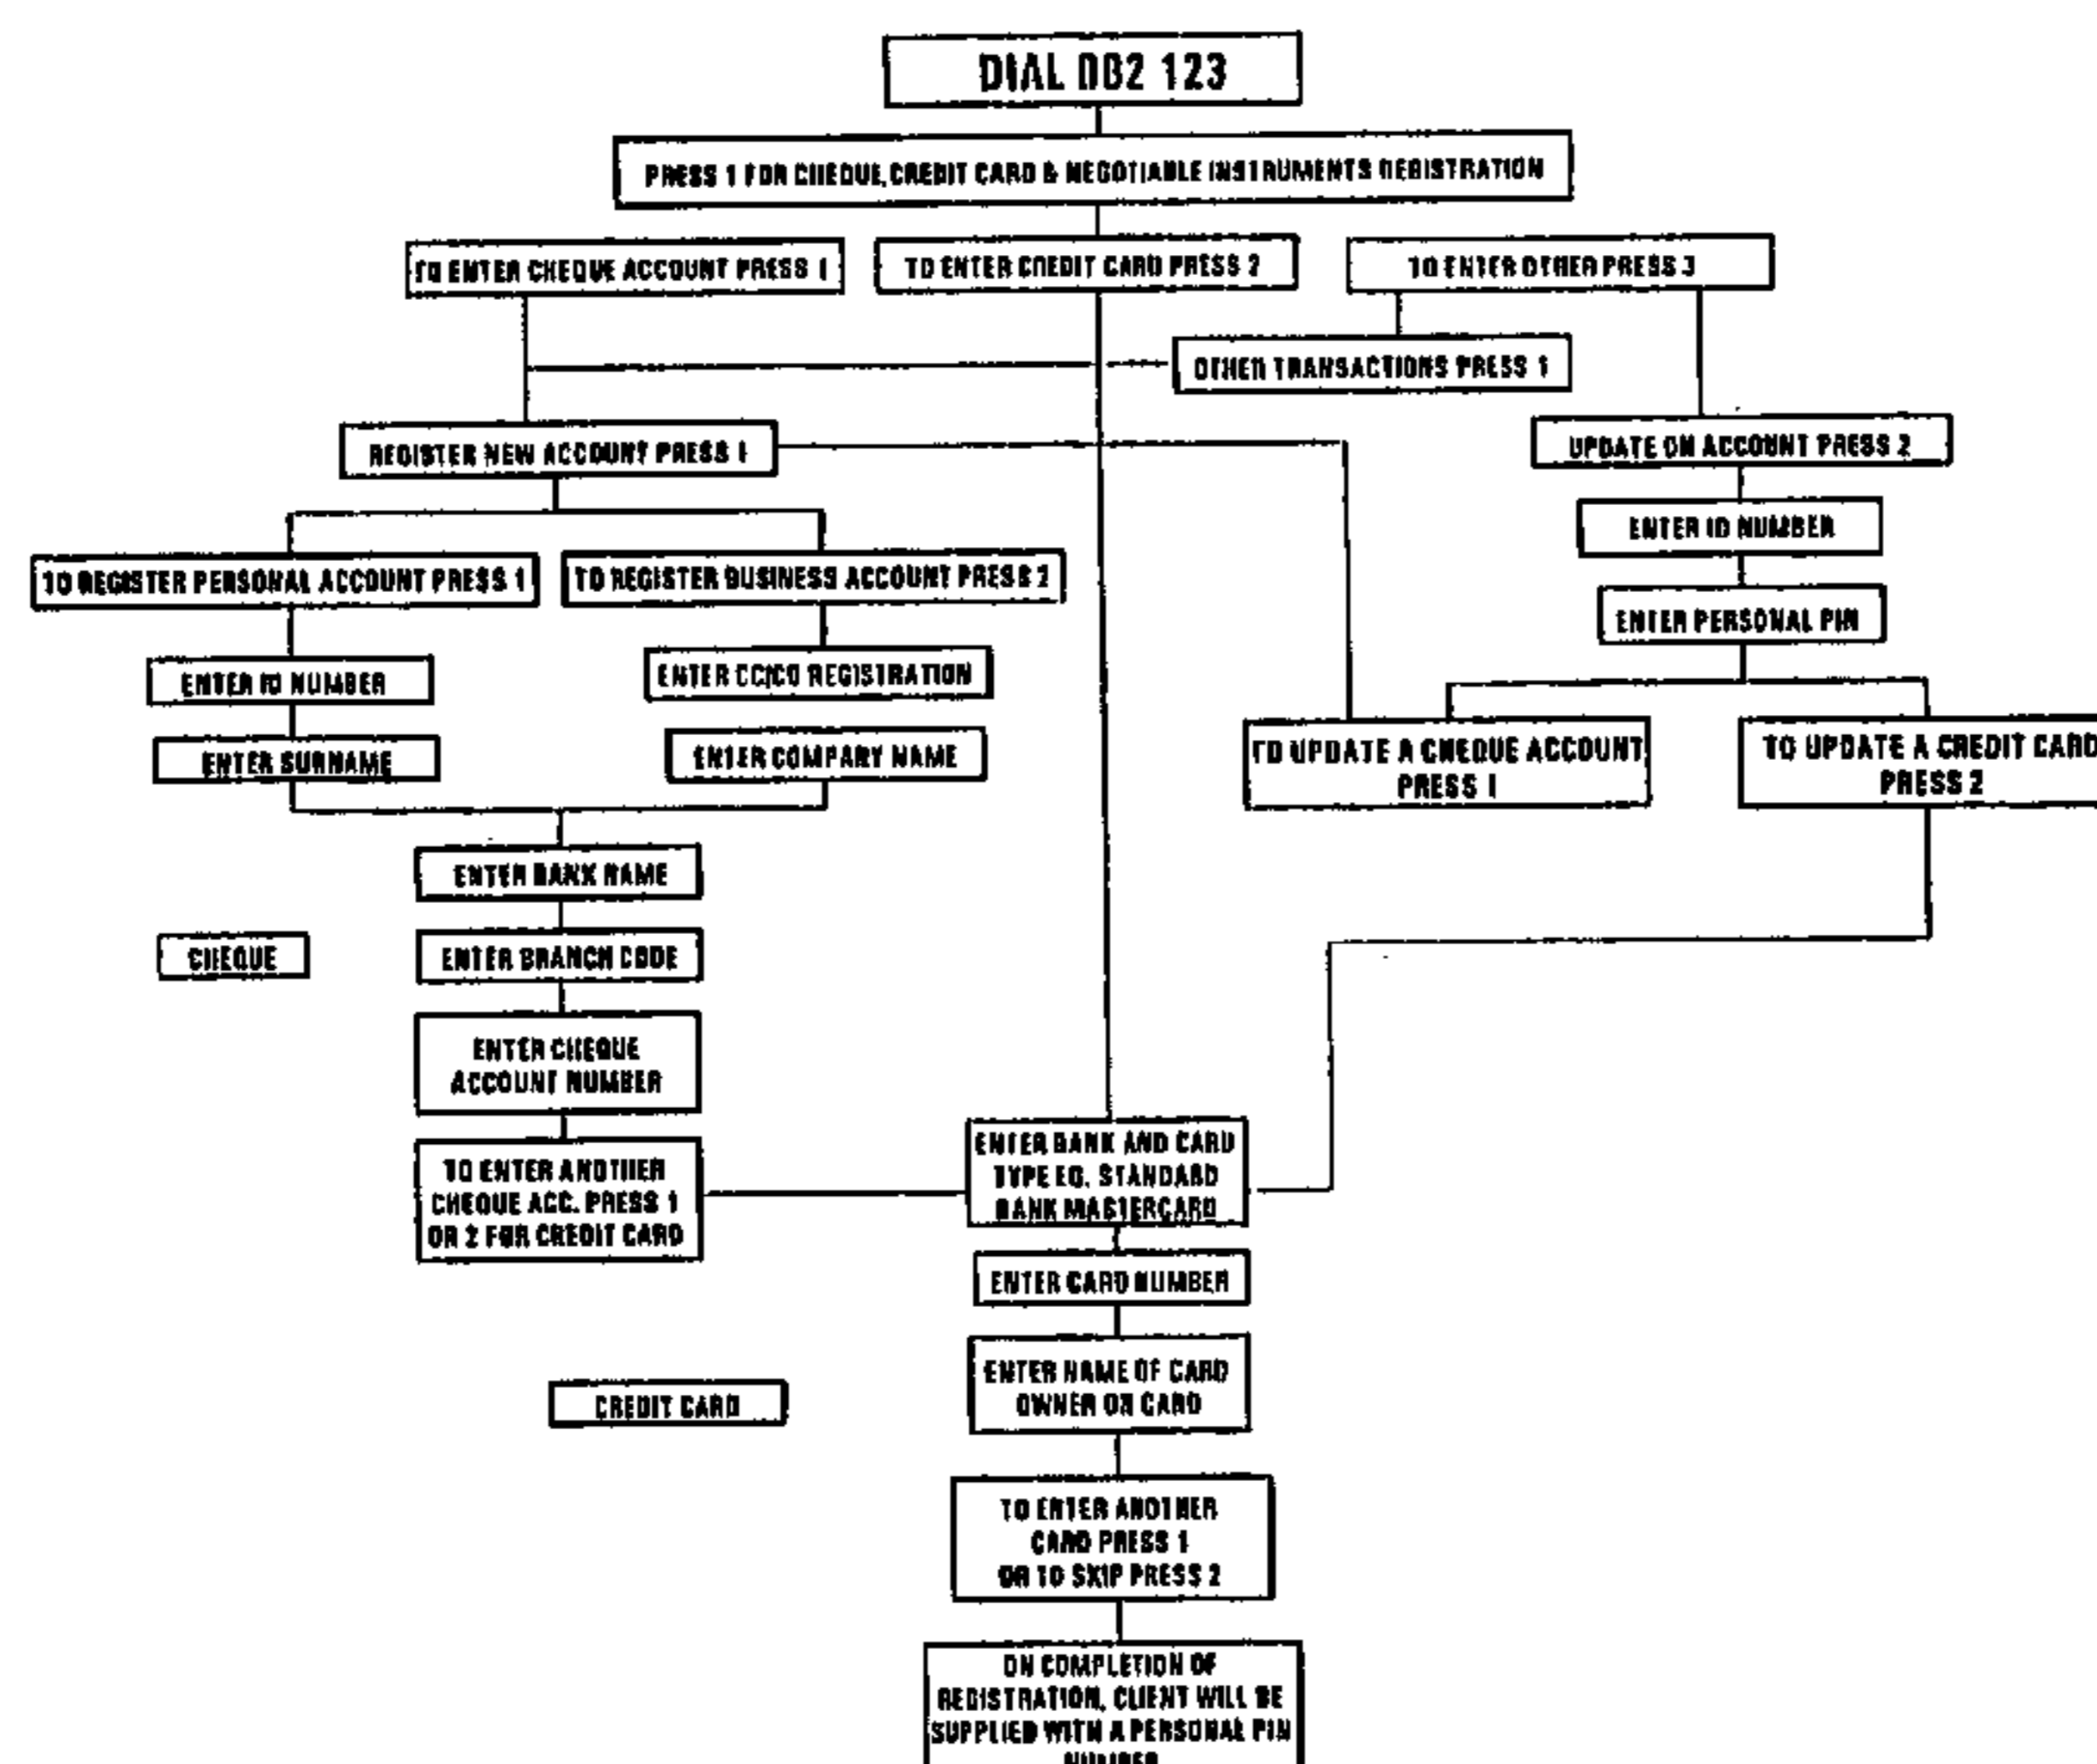 DIAL 082 123
PRESS 1 FOR CHEQUE, CREDIT CARD & NEGOTIABLE INSTRUMENTS REGISTRATION
TO ENTER CHEQUE ACCOUNT PRESS 1
TO ENTER CREDIT CARD PRESS 2
TO ENTER OTHER PRESS 3
OTHER TRANSACTIONS PRESS 1
REGISTER NEW ACCOUNT PRESS 1
UPDATE ON ACCOUNT PRESS 2
ENTER ID NUMBER
TO REGISTER PERSONAL ACCOUNT PRESS 1
TO REGISTER BUSINESS ACCOUNT PRESS 2
ENTER PERSONAL PIN
ENTER ID NUMBER
ENTER CC/CO REGISTRATION
ENTER SURNAME
ENTER COMPANY NAME
TO UPDATE A CHEQUE ACCOUNT
PRESS 1
TO UPDATE A CREDIT CARD
PRESS 2
ENTER BANK NAME
CHEQUE
ENTER BRANCH CODE
ENTER CHEQUE
ACCOUNT NUMBER
TO ENTER ANOTHER
CHEQUE ACC. PRESS 1
OR 2 FOR CREDIT CARD
ENTER BANK AND CARD
TYPE EG. STANDARD
BANK MASTERCARD
ENTER CARD NUMBER
ENTER NAME OF CARD
OWNER ON CARD
CREDIT CARD
TO ENTER ANOTHER
CARD PRESS 1
OR TO SKIP PRESS 2
ON COMPLETION OF
REGISTRATION, CLIENT WILL BE
SUPPLIED WITH A PERSONAL PIN
NUMBER